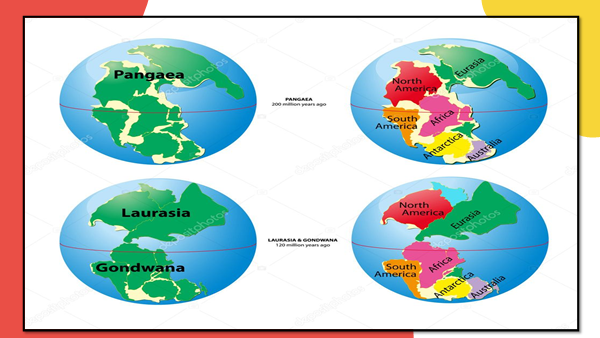 Pangaea
PANGAEA
200 million years ago
North
America
Eurasia
South
America
Africa
Antarctica
Australia
Laurasia
Gondwana
LAURASIA & GONDWANA
120 million years ago
North
America
Eurasia
South
America
Africa
Antarctica
Australia
depositphotos